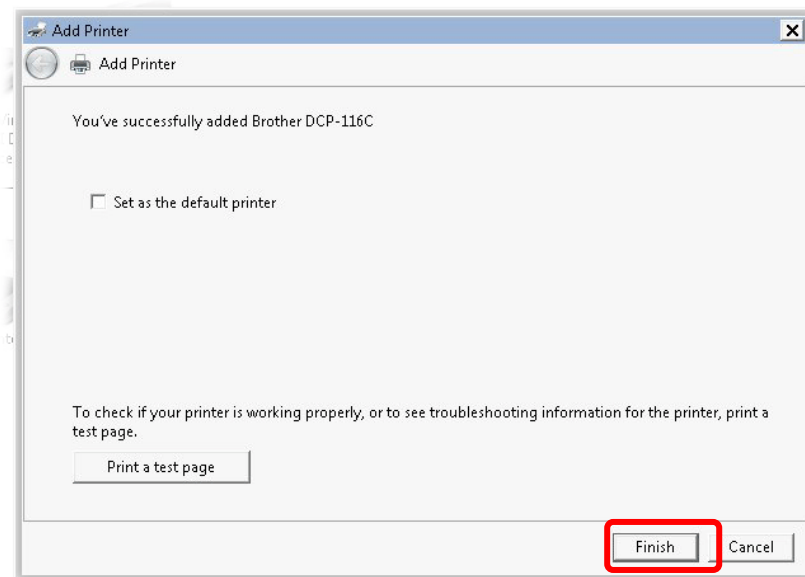 Add Printer
Add Printer
You've successfully added Brother DCP-116C
Set as the default printer
To check if your printer is working properly, or to see troubleshooting information for the printer, print a
test page.
Print a test page
Finish
Cancel